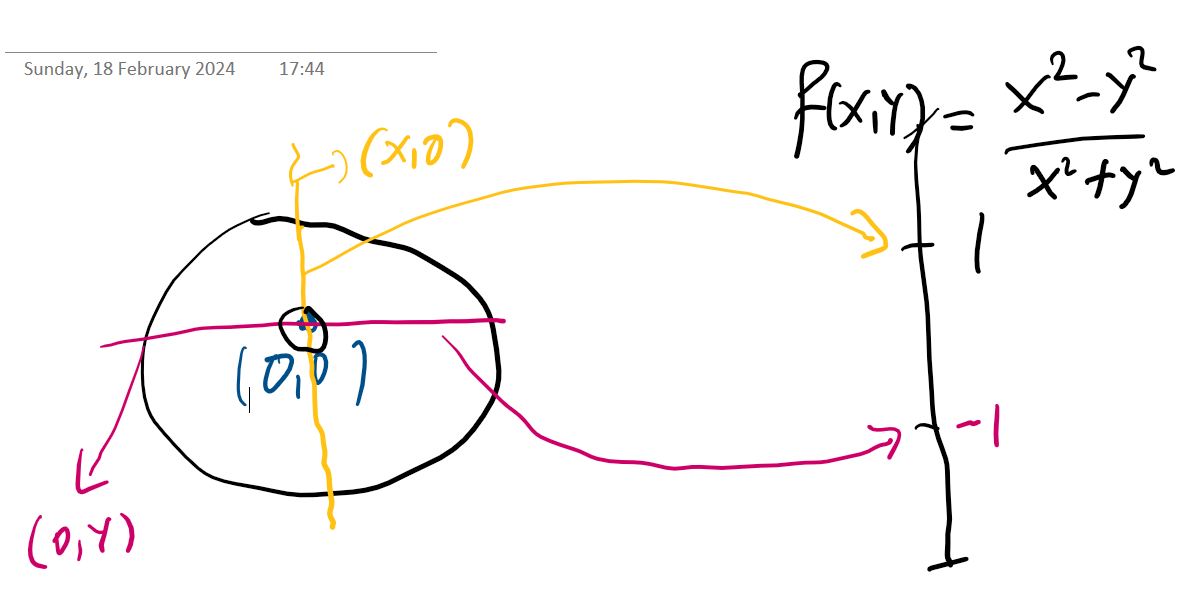 Sunday, 18 February 2024 17:44
f(x,y) = x² - y² / x² + y²
(x,0)
1
(0,0)
-1
(0,y)